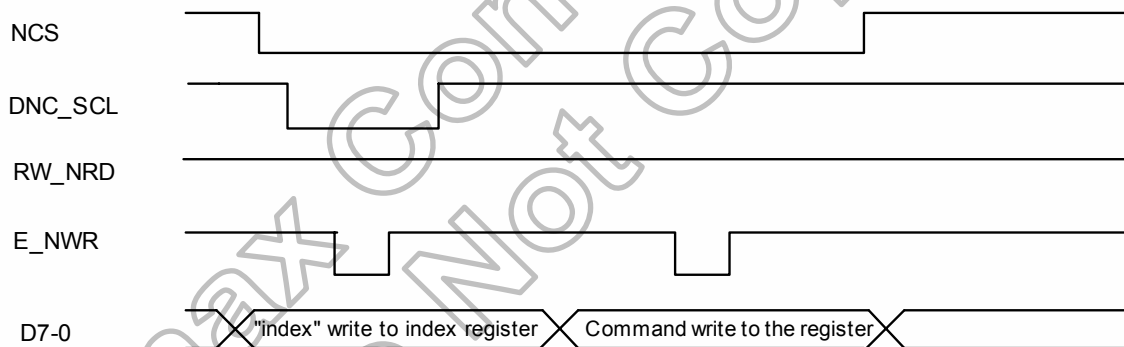 NCS
DNC_SCL
RW_NRD
E_NWR
D7-0
"index" write to index register
Command write to the register